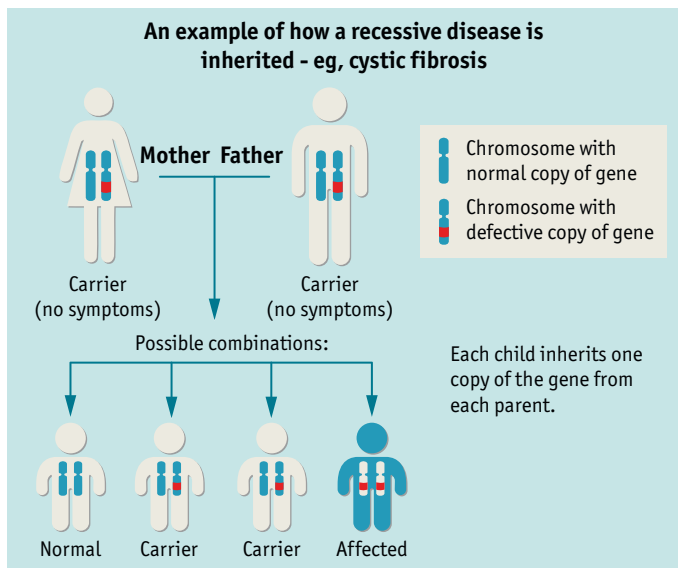 An example of how a recessive disease is
inherited - eg, cystic fibrosis
Mother Father
Chromosome with
normal copy of gene
Chromosome with
defective copy of gene
Carrier
(no symptoms)
Carrier
(no symptoms)
Possible combinations:
Each child inherits one
copy of the gene from
each parent.
Normal
Carrier
Carrier
Affected